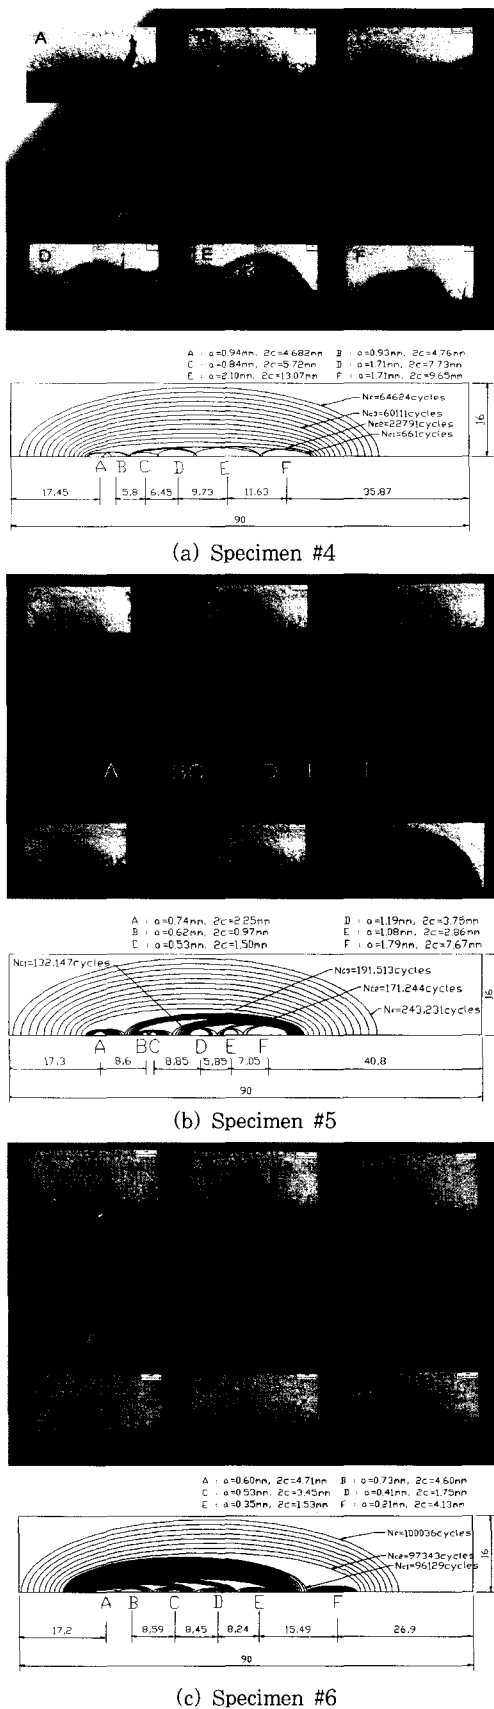 A
D E F
A : a=0.94mm, 2c=4.682mm B : a=0.93mm, 2c=4.76mm
C : a=0.84mm, 2c=5.72mm D : a=1.71mm, 2c=7.73mm
E : a=2.10mm, 2c=13.07mm F : a=1.71mm, 2c=9.65mm
Nf=64624cycles
Nc3=60111cycles
Nc2=22791cycles
Nc1=661cycles
16
A B C D E F
17.45 5.8 6.45 9.73 11.63 35.87
90
(a) Specimen #4
A
A : a=0.74mm, 2c=2.25mm D : a=1.19mm, 2c=3.75mm
B : a=0.62mm, 2c=0.97mm E : a=1.08mm, 2c=2.86mm
C : a=0.53mm, 2c=1.50mm F : a=1.79mm, 2c=7.67mm
Nc1=132,147cycles
Nc3=191,513cycles
Nc2=171,244cycles
Nf=243,231cycles
16
A B C D E F
17.3 8.6 8.85 5.85 7.05 40.8
90
(b) Specimen #5
A : a=0.60mm, 2c=4.71mm B : a=0.73mm, 2c=4.60mm
C : a=0.53mm, 2c=3.45mm D : a=0.41mm, 2c=1.75mm
E : a=0.35mm, 2c=1.53mm F : a=0.21mm, 2c=4.13mm
Nf=100036cycles
Nc2=97343cycles
Nc1=96129cycles
16
A B C D E F
17.2 8.59 8.45 8.24 15.49 26.9
90
(c) Specimen #6